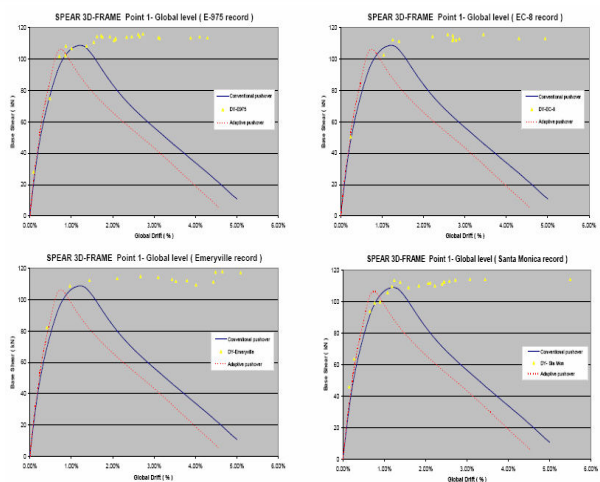 SPEAR 3D-FRAME Point 1- Global level ( E-975 record )
Base Shear ( kN )
120
100
80
60
40
20
0
0.00%
1.00%
2.00%
3.00%
4.00%
5.00%
6.00%
Global Drift ( % )
Conventional pushover
DY-E975
Adaptive pushover
SPEAR 3D-FRAME Point 1- Global level ( EC-8 record )
Base Shear ( kN )
120
100
80
60
40
20
0
0.00%
1.00%
2.00%
3.00%
4.00%
5.00%
6.00%
Global Drift ( % )
Conventional pushover
DY-EC-8
Adaptive pushover
SPEAR 3D-FRAME Point 1- Global level ( Emeryville record )
Base Shear ( kN )
120
100
80
60
40
20
0
0.00%
1.00%
2.00%
3.00%
4.00%
5.00%
6.00%
Global Drift ( % )
Conventional pushover
DY-Emeryville
Adaptive pushover
SPEAR 3D-FRAME Point 1- Global level ( Santa Monica record )
Base Shear ( kN )
120
100
80
60
40
20
0
0.00%
1.00%
2.00%
3.00%
4.00%
5.00%
6.00%
Global Drift ( % )
Conventional pushover
DY- Sta Mon
Adaptive pushover